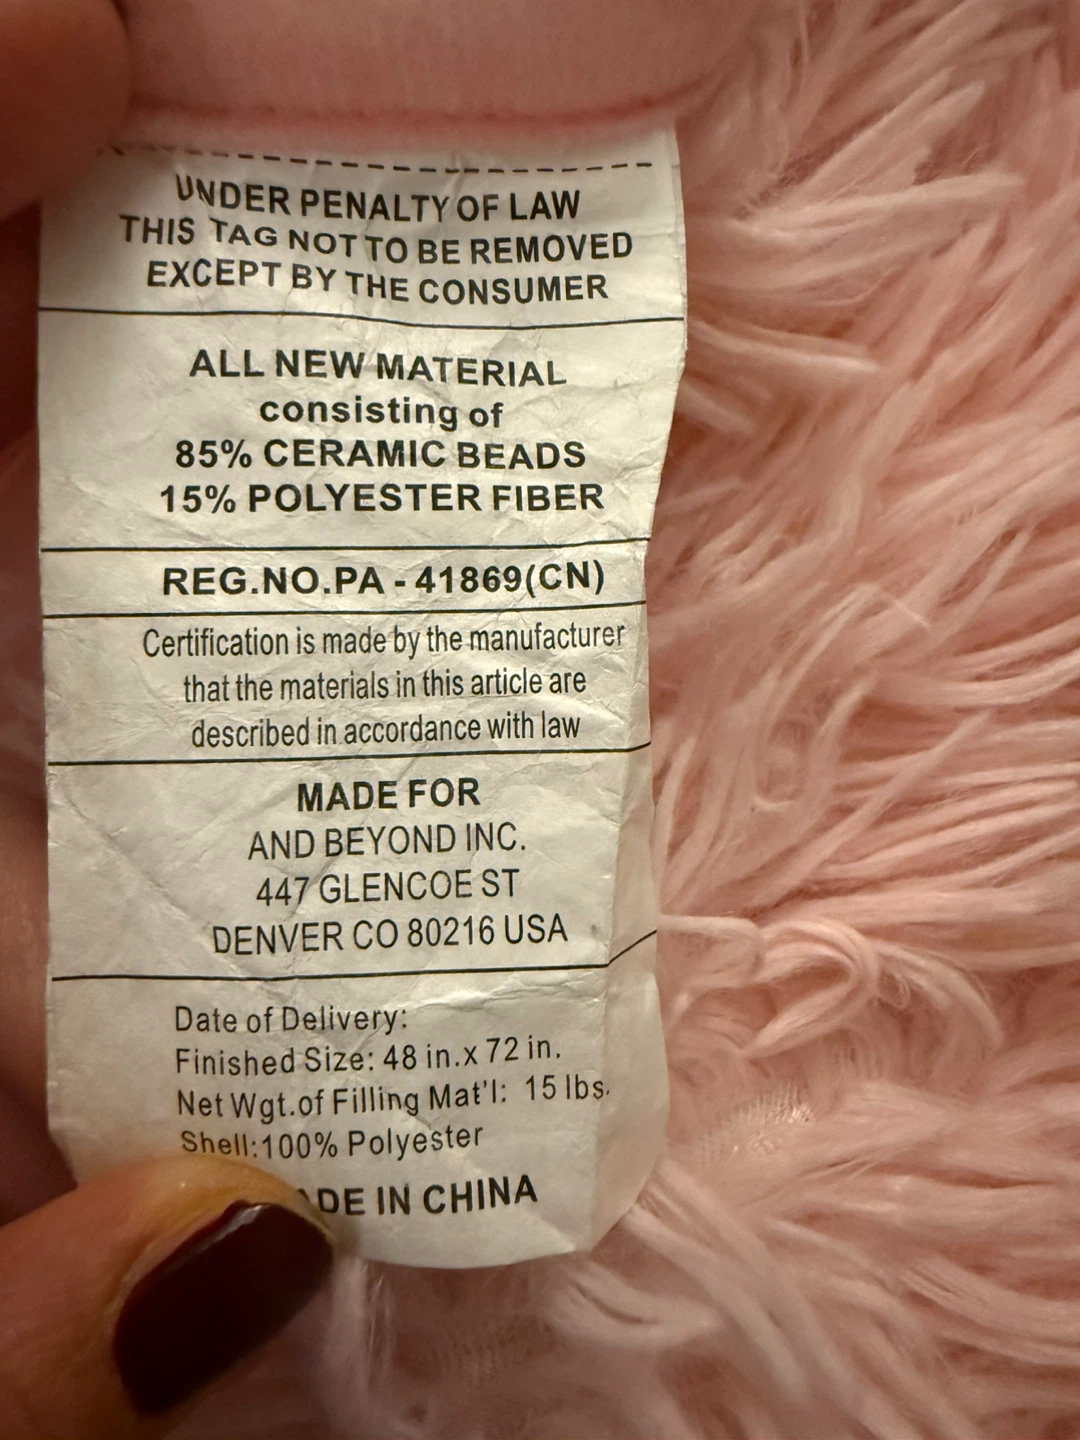 UNDER PENALTY OF LAW
THIS TAG NOT TO BE REMOVED
EXCEPT BY THE CONSUMER
ALL NEW MATERIAL
consisting of
85% CERAMIC BEADS
15% POLYESTER FIBER
REG.NO.PA - 41869(CN)
Certification is made by the manufacturer
that the materials in this article are
described in accordance with law
MADE FOR
AND BEYOND INC.
447 GLENCOE ST
DENVER CO 80216 USA
Date of Delivery:
Finished Size: 48 in.x 72 in.
Net Wgt.of Filling Mat'l: 15 lbs.
Shell:100% Polyester
IN CHINA